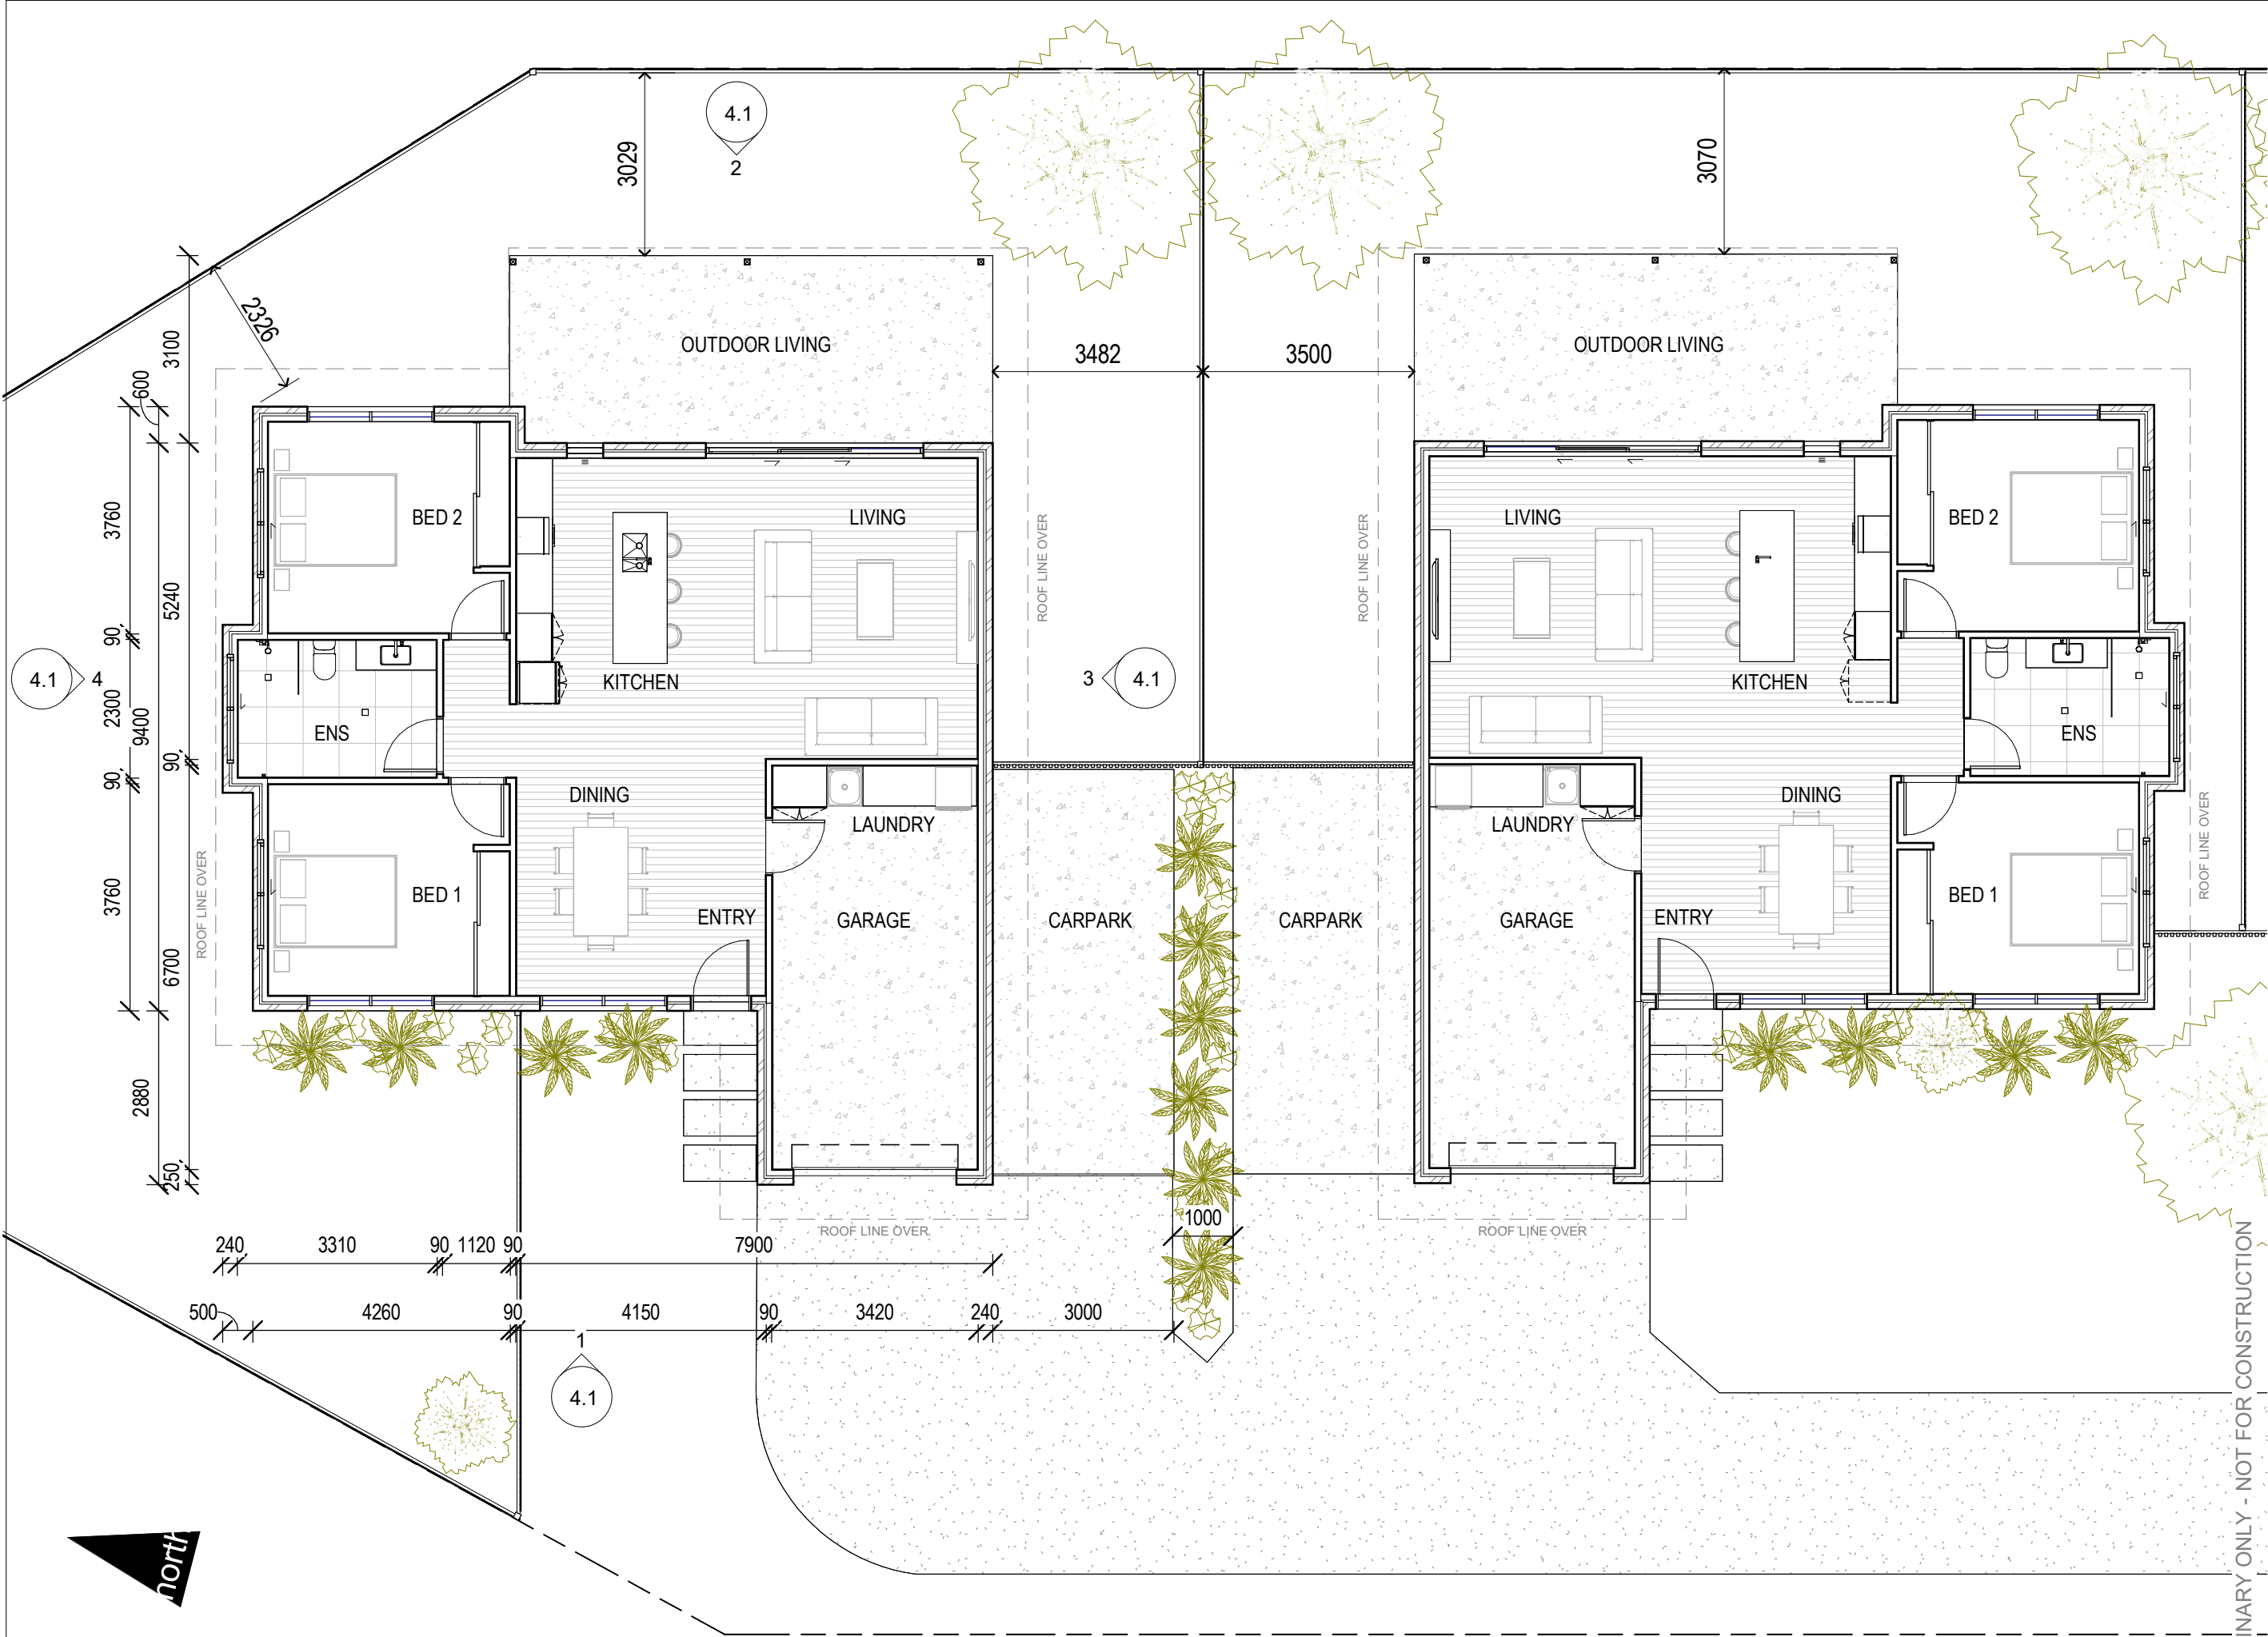 4.1
2
3029
3070
2326
3100
600
OUTDOOR LIVING
3482
3500
OUTDOOR LIVING
BED 2
LIVING
ROOF LINE OVER
ROOF LINE OVER
LIVING
BED 2
3760
5240
90
4.1
4
2300
9400
90
90
KITCHEN
3
4.1
KITCHEN
ENS
ENS
DINING
DINING
LAUNDRY
LAUNDRY
ROOF LINE OVER
ROOF LINE OVER
3760
BED 1
ENTRY
GARAGE
CARPARK
CARPARK
GARAGE
ENTRY
BED 1
6700
2880
250
ROOF LINE OVER
1000
ROOF LINE OVER
240
3310
90
1120
90
7900
500
4260
90
4150
90
3420
240
3000
1
4.1
north
INARY ONLY - NOT FOR CONSTRUCTION